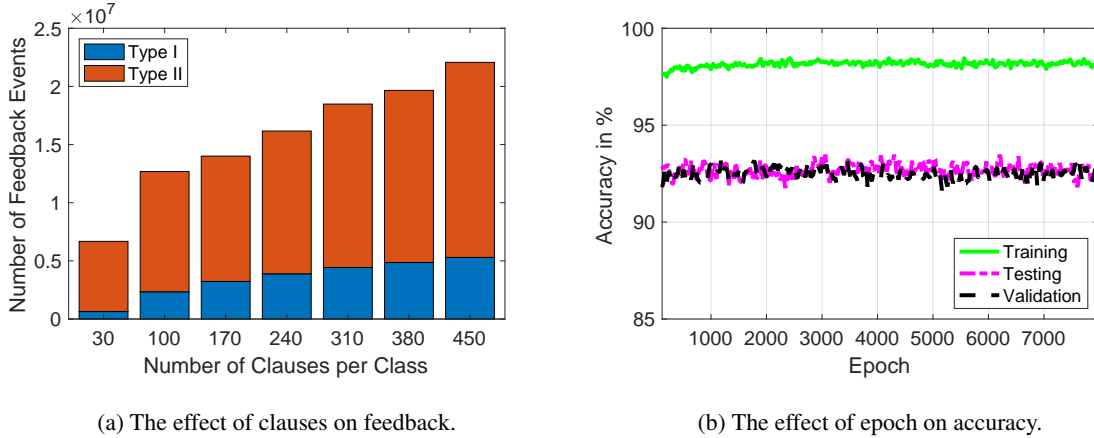 ×10⁷
2.5
2
1.5
1
0.5
0
Number of Feedback Events
Type I
Type II
30 100 170 240 310 380 450
Number of Clauses per Class
(a) The effect of clauses on feedback.
100
95
90
85
Accuracy in %
Training
Testing
Validation
1000 2000 3000 4000 5000 6000 7000
Epoch
(b) The effect of epoch on accuracy.